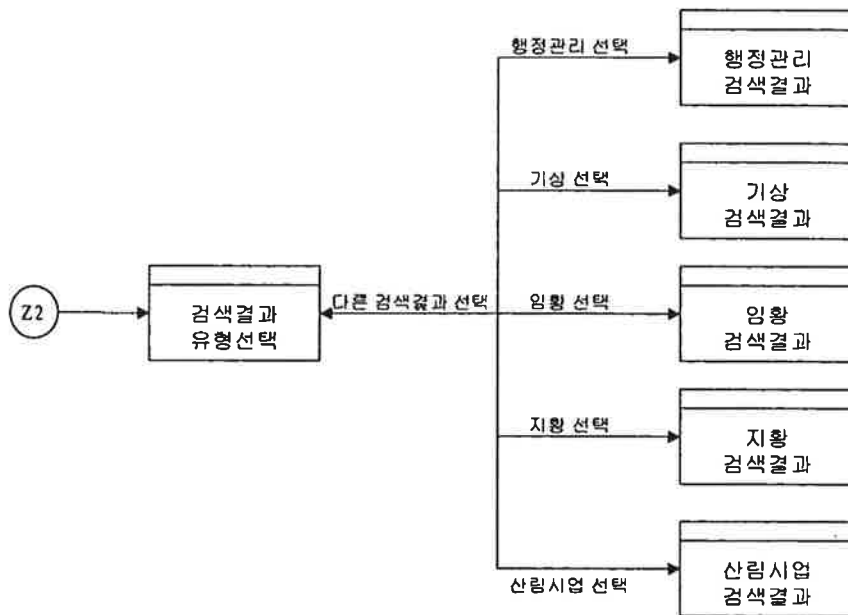 행정관리 선택
행정관리
검색결과
기상 선택
기상
검색결과
Z2
검색결과
유형선택
다른 검색결과 선택
임황 선택
임황
검색결과
지황 선택
지황
검색결과
산림사업 선택
산림사업
검색결과